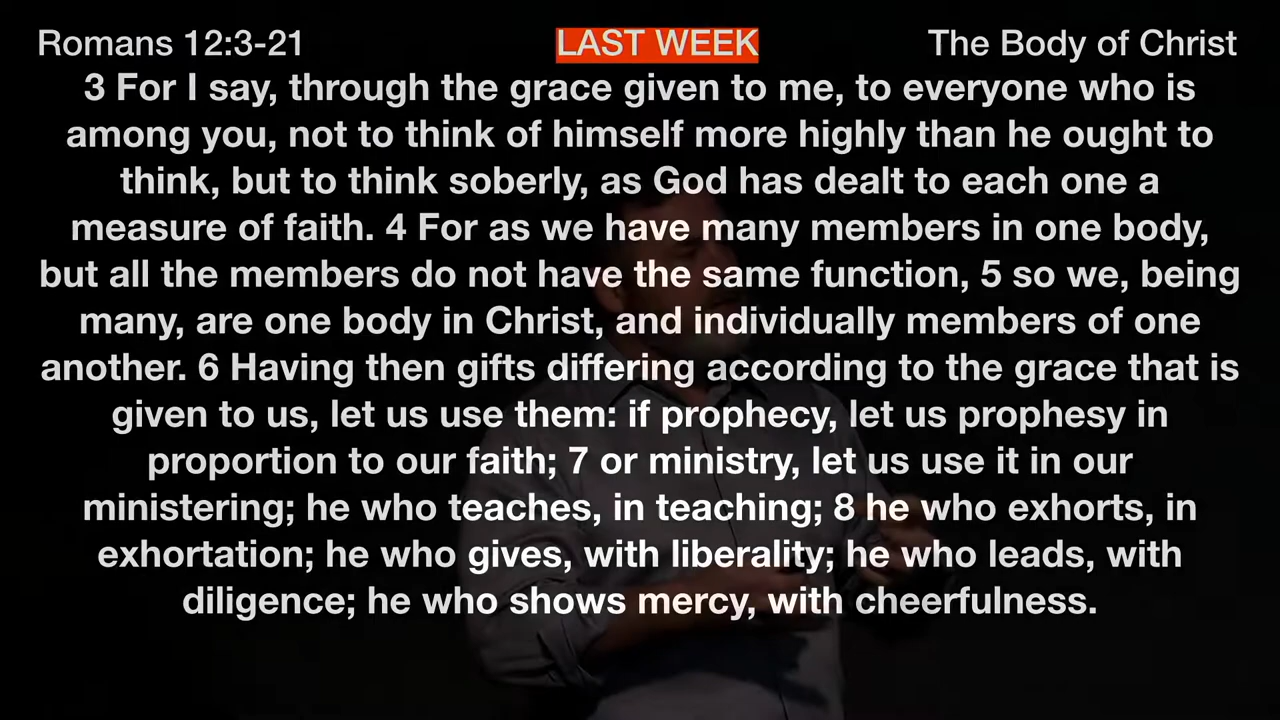 Romans 12:3-21 LAST WEEK The Body of Christ
3 For I say, through the grace given to me, to everyone who is
among you, not to think of himself more highly than he ought to
think, but to think soberly, as God has dealt to each one a
measure of faith. 4 For as we have many members in one body,
but all the members do not have the same function, 5 so we, being
many, are one body in Christ, and individually members of one
another. 6 Having then gifts differing according to the grace that is
given to us, let us use them: if prophecy, let us prophesy in
proportion to our faith; 7 or ministry, let us use it in our
ministering; he who teaches, in teaching; 8 he who exhorts, in
exhortation; he who gives, with liberality; he who leads, with
diligence; he who shows mercy, with cheerfulness.